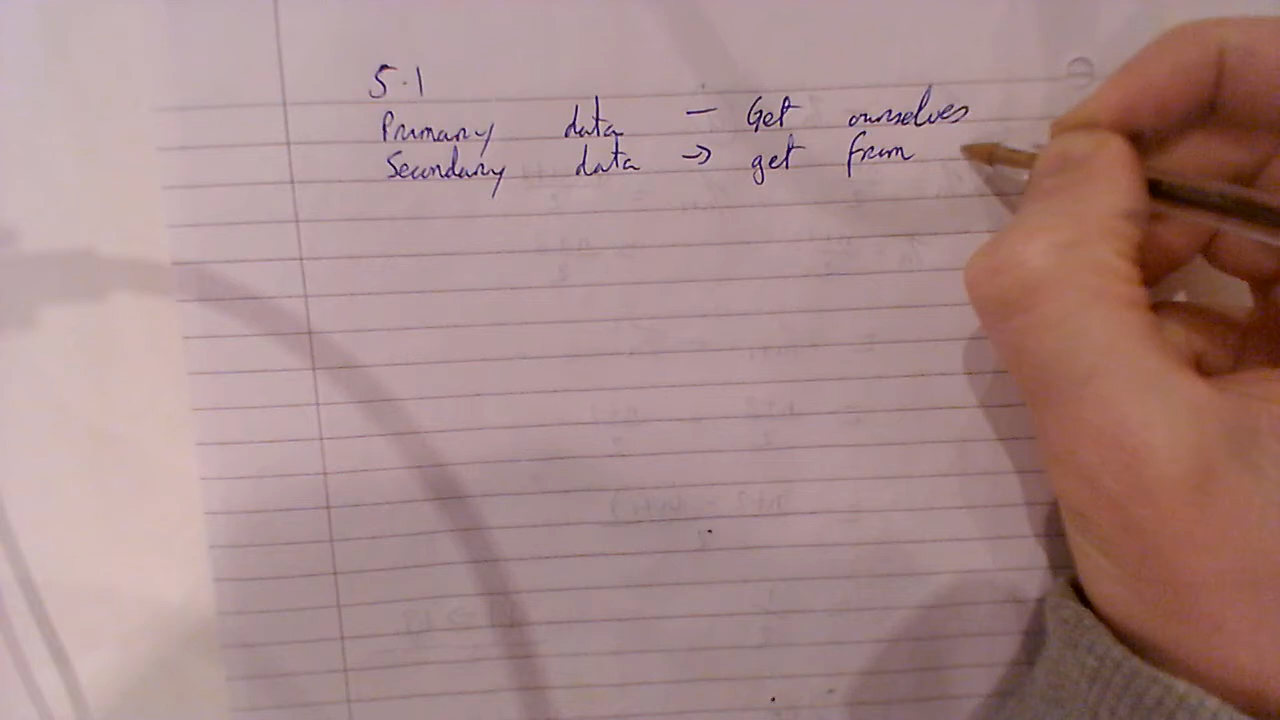 5.1
Primary data - Get ourselves
Secondary data → get from